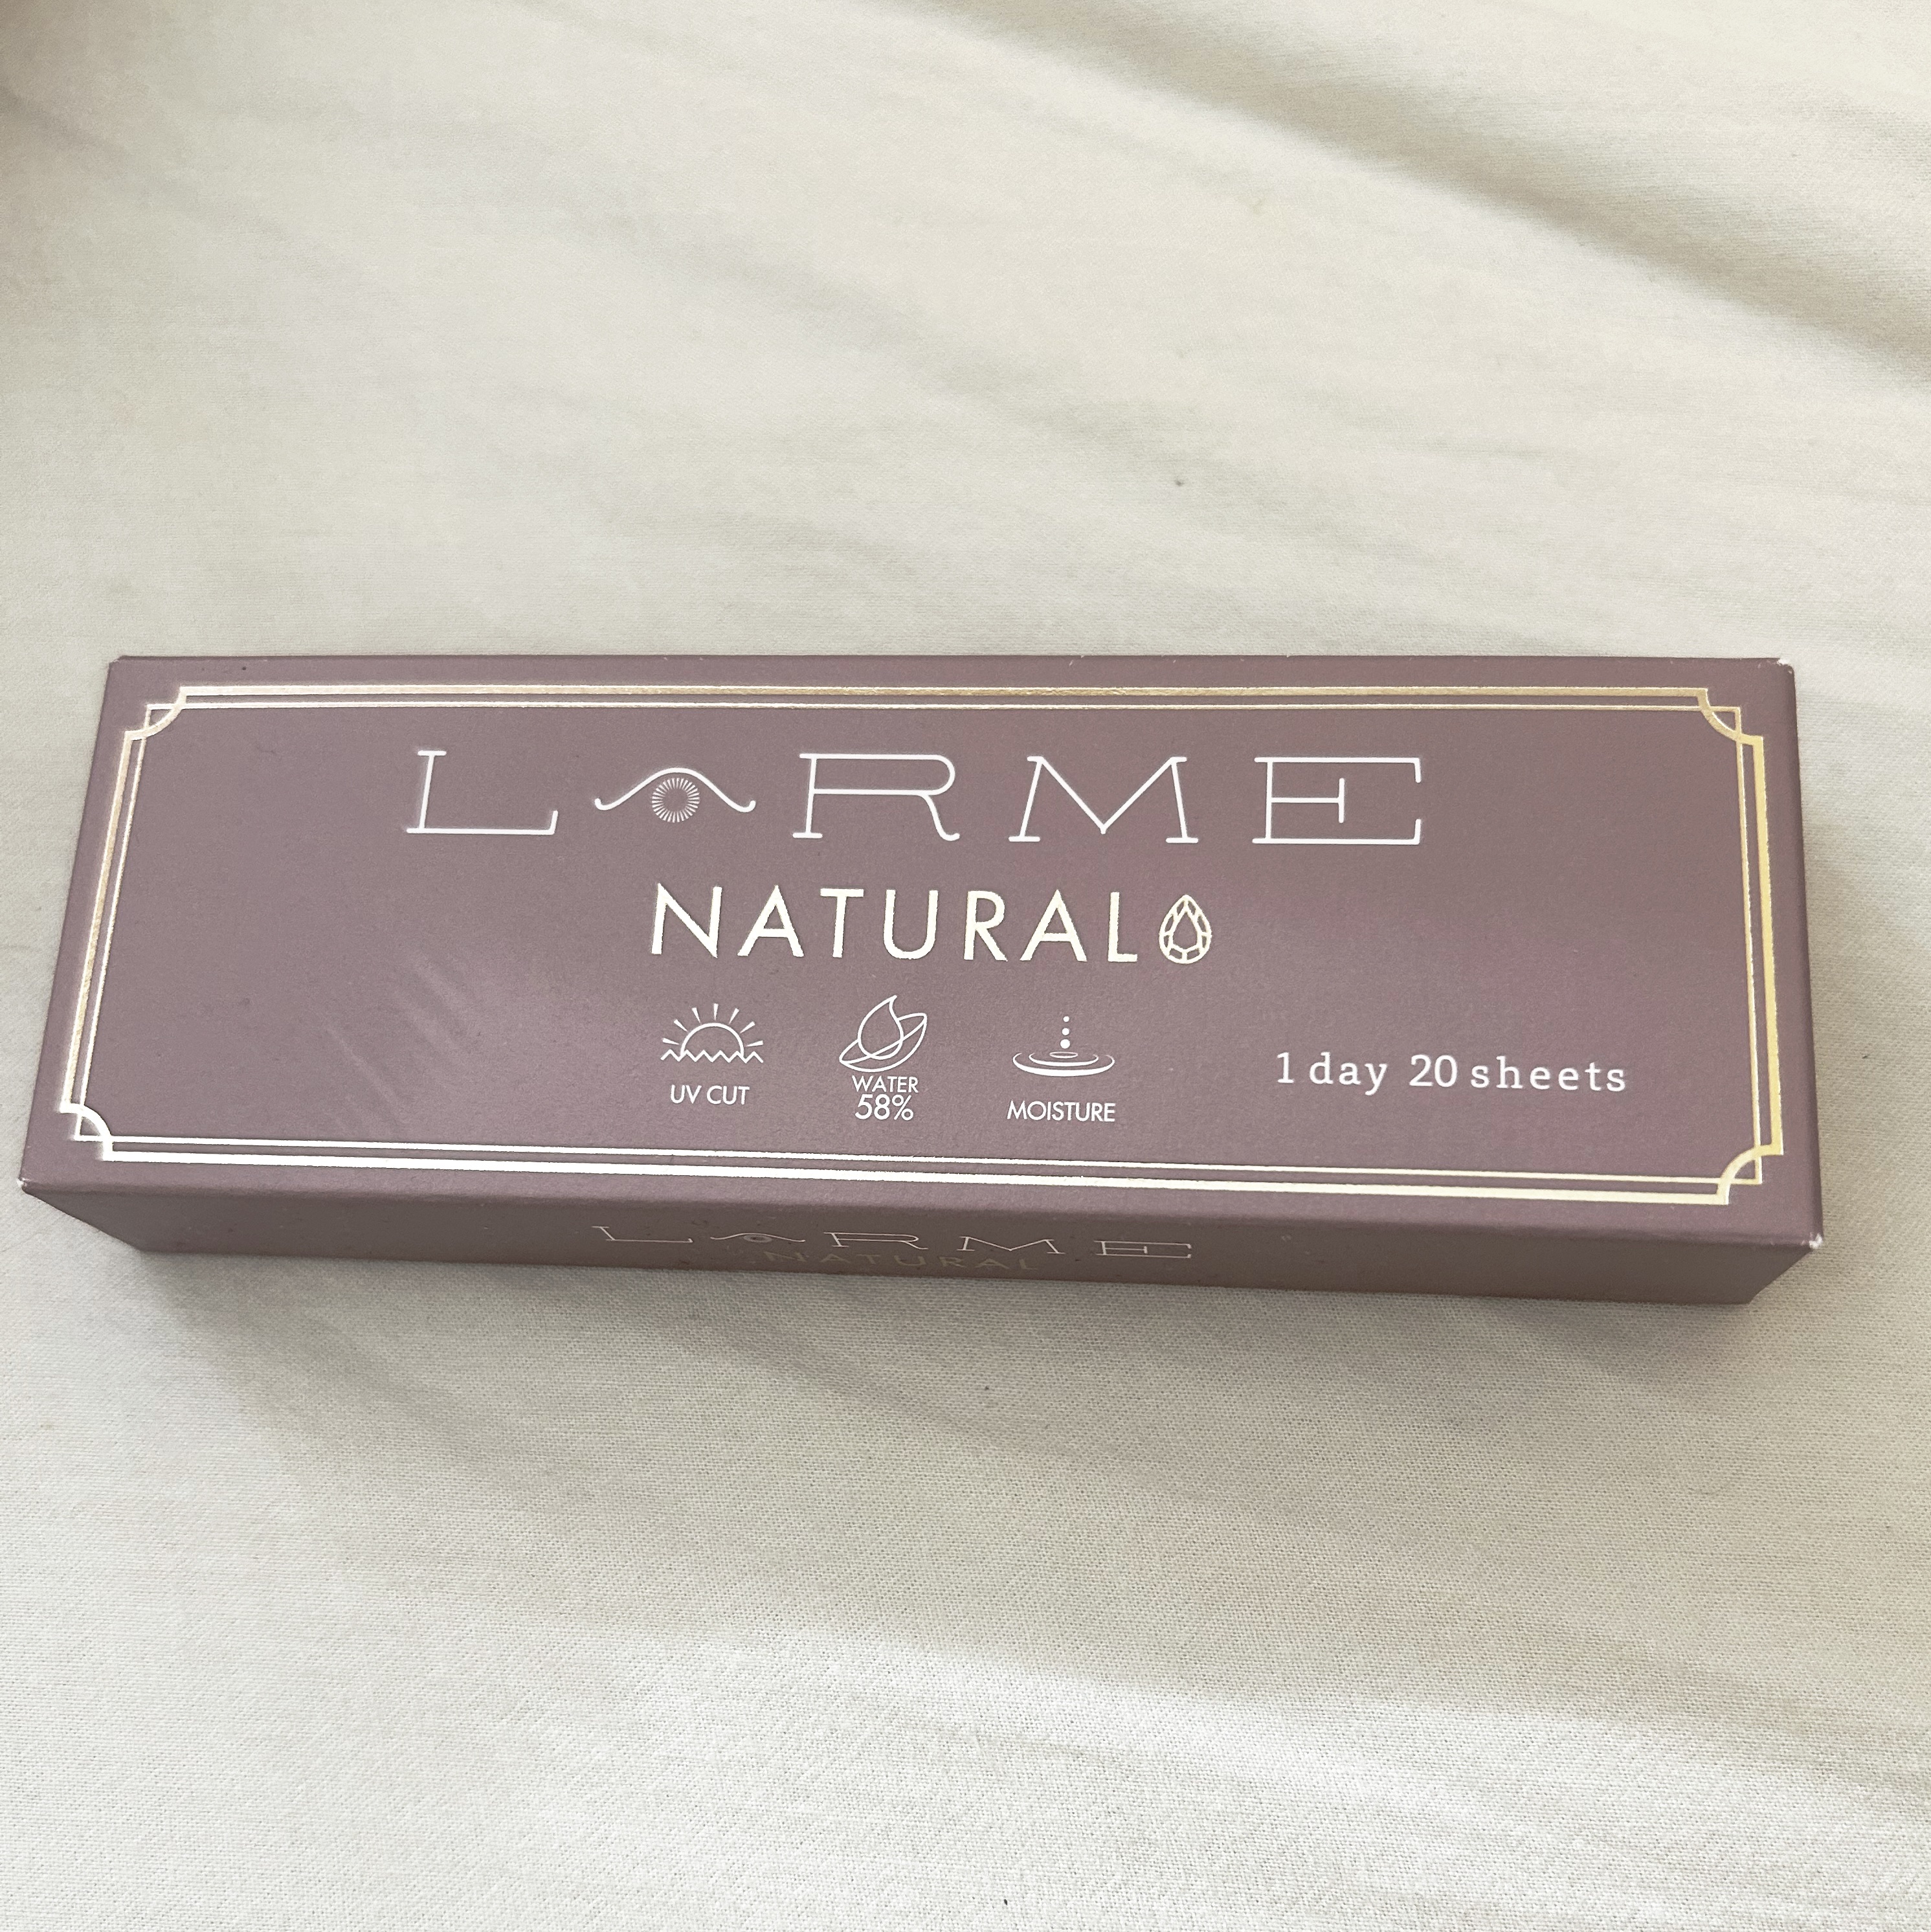 LARME
NATURAL
UV CUT
WATER
58%
MOISTURE
1 day 20 sheets
LARME
NATURAL